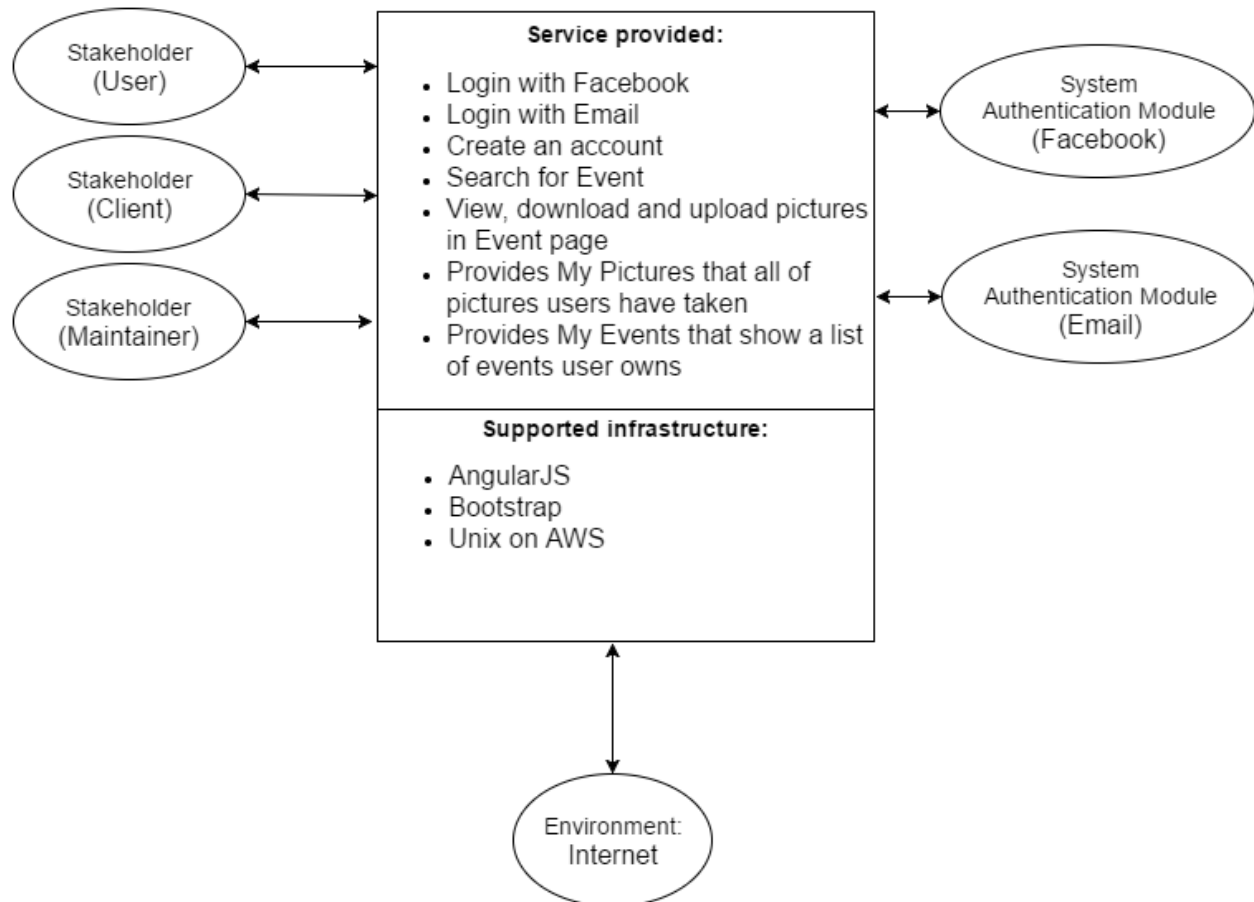 Stakeholder
(User)
Stakeholder
(Client)
Stakeholder
(Maintainer)
Service provided:
Login with Facebook
Login with Email
Create an account
Search for Event
View, download and upload pictures
in Event page
Provides My Pictures that all of
pictures users have taken
Provides My Events that show a list
of events user owns
Supported infrastructure:
AngularJS
Bootstrap
Unix on AWS
System
Authentication Module
(Facebook)
System
Authentication Module
(Email)
Environment:
Internet